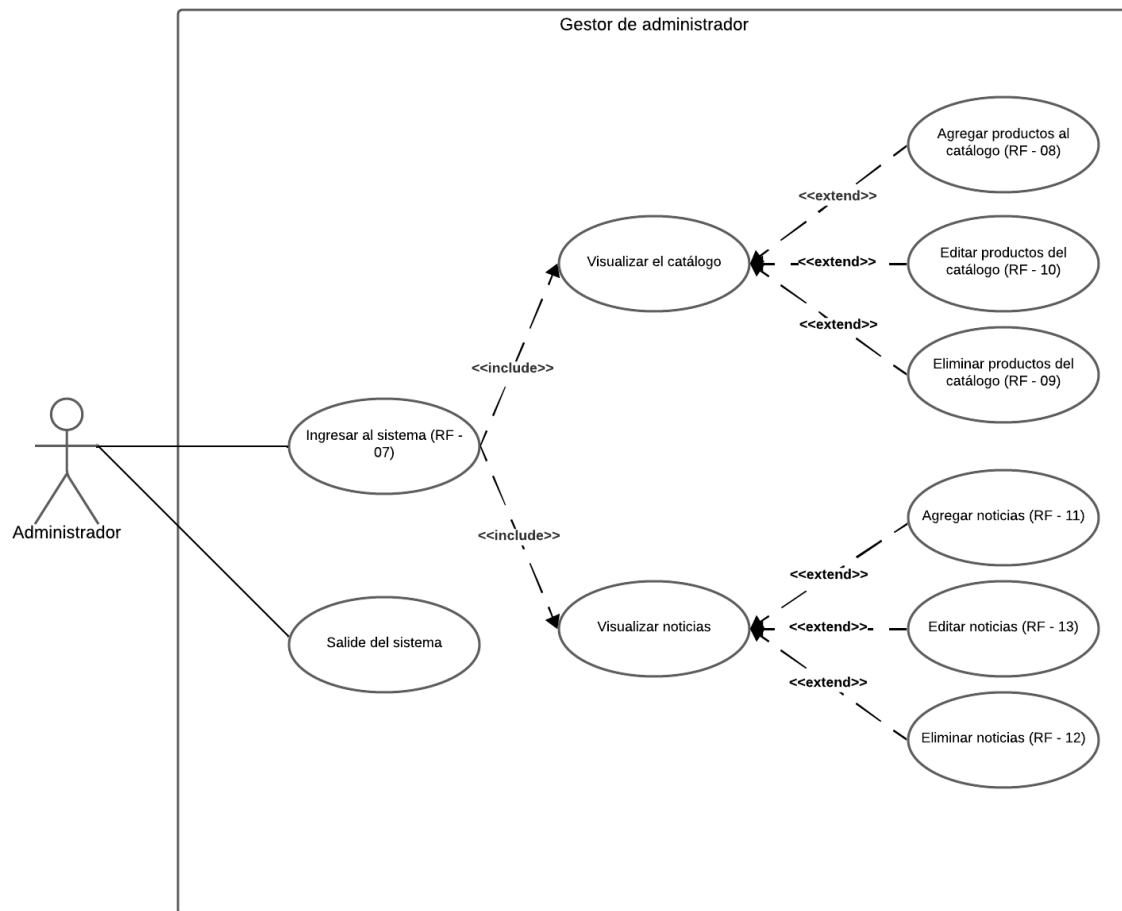 Gestor de administrador
Agregar productos al
catálogo (RF - 08)
<<extend>>
Visualizar el catálogo
<<extend>>
Editar productos del
catálogo (RF - 10)
<<extend>>
Eliminar productos del
catálogo (RF - 09)
<<include>>
Ingresar al sistema (RF -
07)
Administrador
<<include>>
Agregar noticias (RF - 11)
<<extend>>
Visualizar noticias
<<extend>>
Editar noticias (RF - 13)
Salide del sistema
<<extend>>
Eliminar noticias (RF - 12)